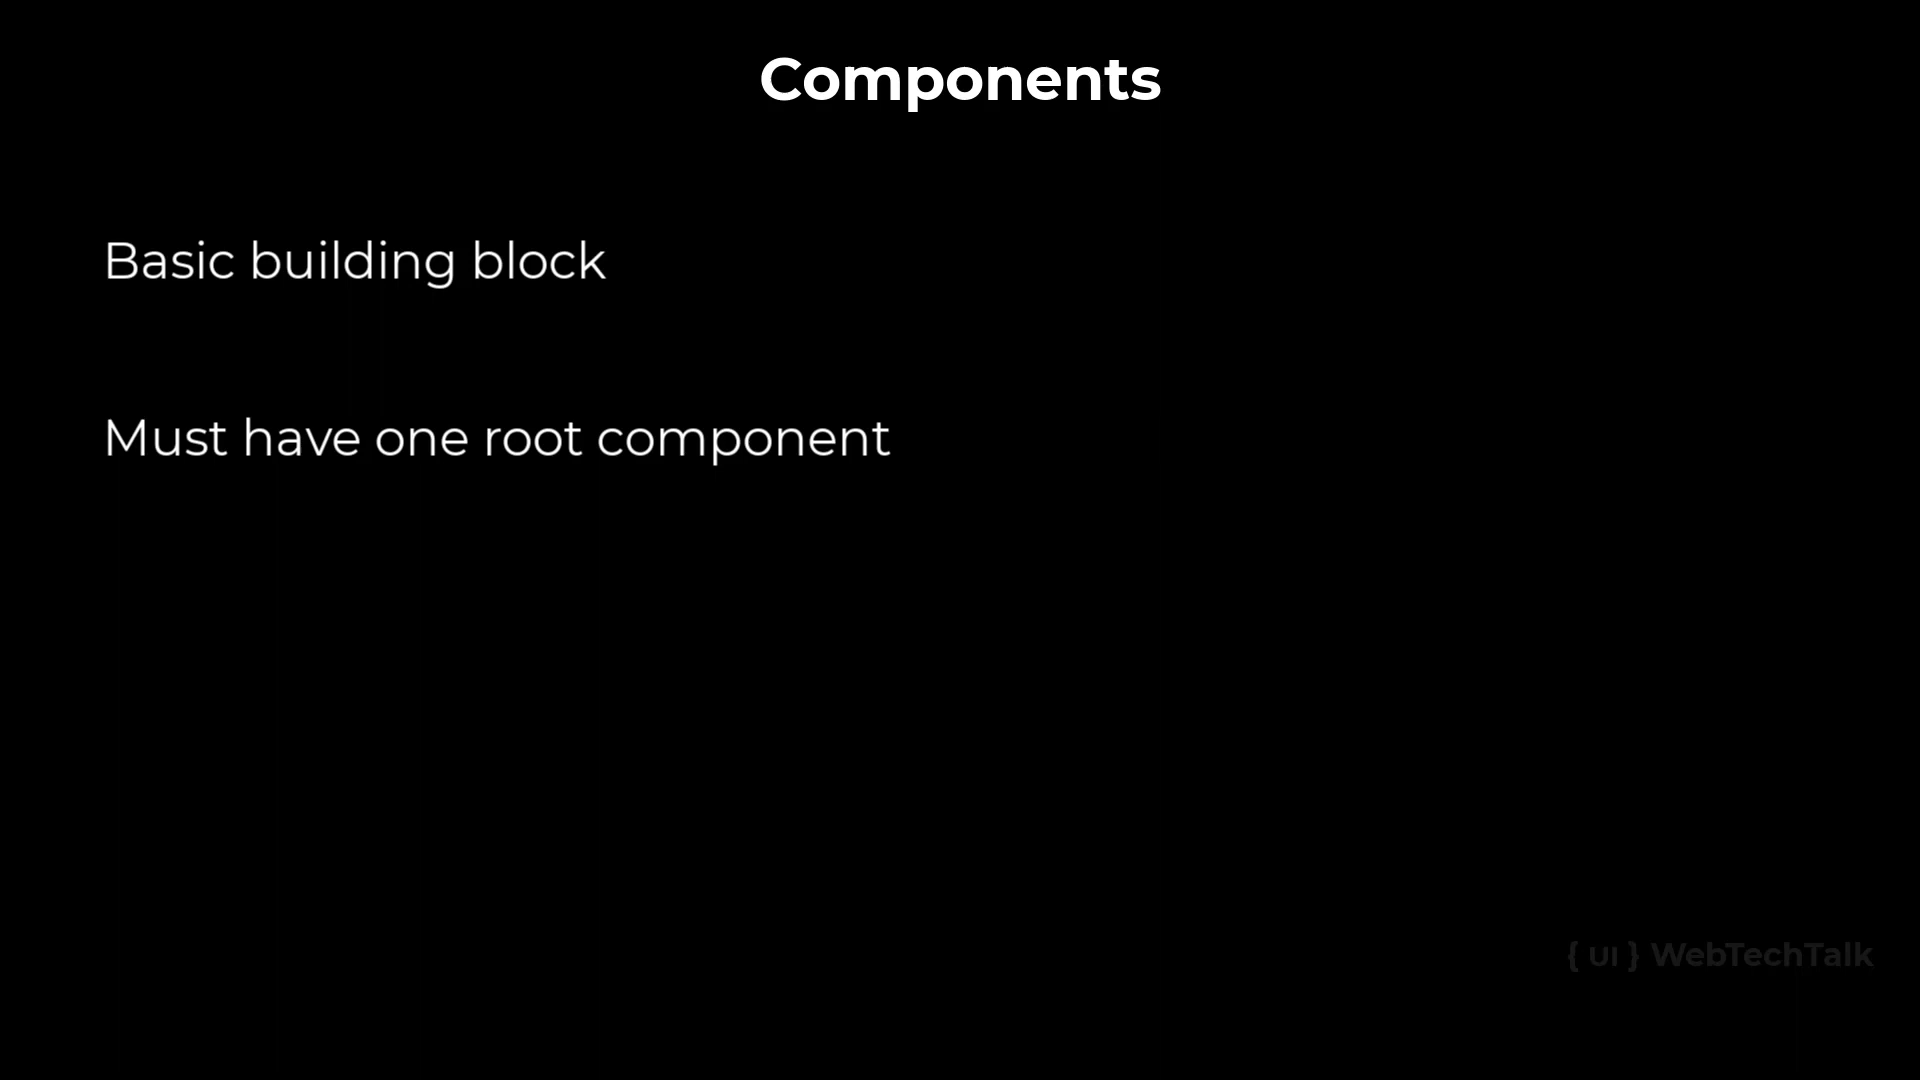 Components
Basic building block
Must have one root component
{ UI } WebTechTalk